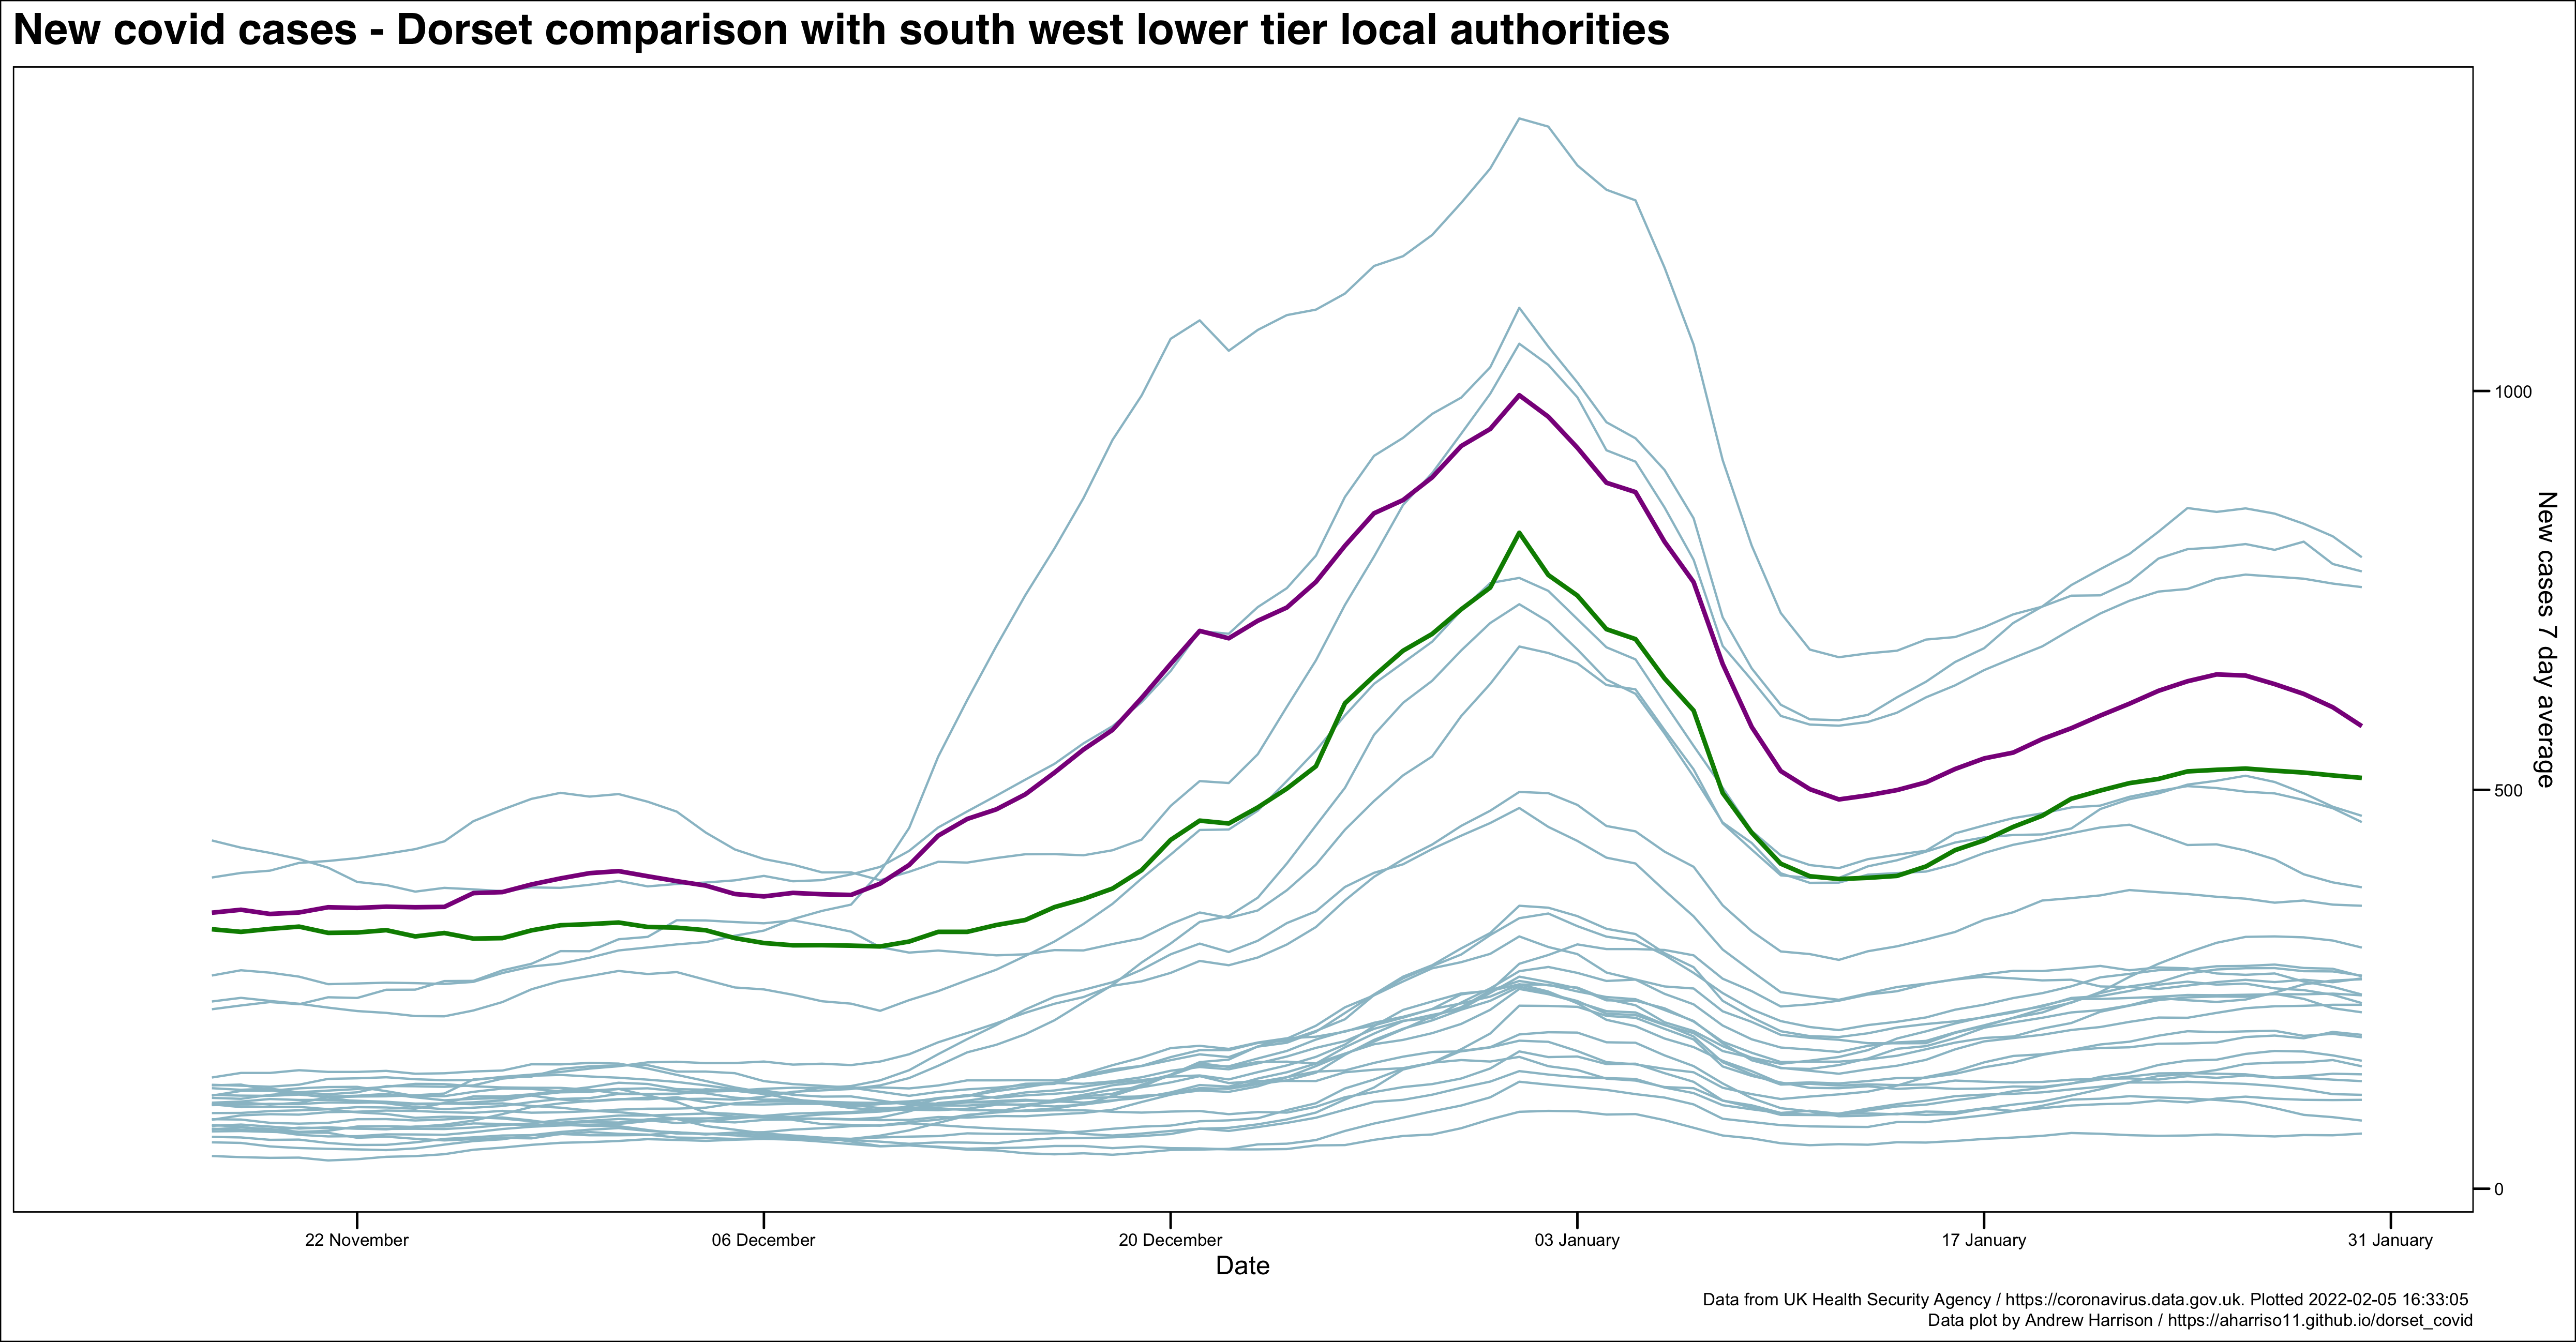 New covid cases - Dorset comparison with south west lower tier local authorities
1000
500
0
New cases 7 day average
22 November
06 December
20 December
03 January
17 January
31 January
Date
Data from UK Health Security Agency / https://coronavirus.data.gov.uk. Plotted 2022-02-05 16:33:05
Data plot by Andrew Harrison / https://aharriso11.github.io/dorset_covid